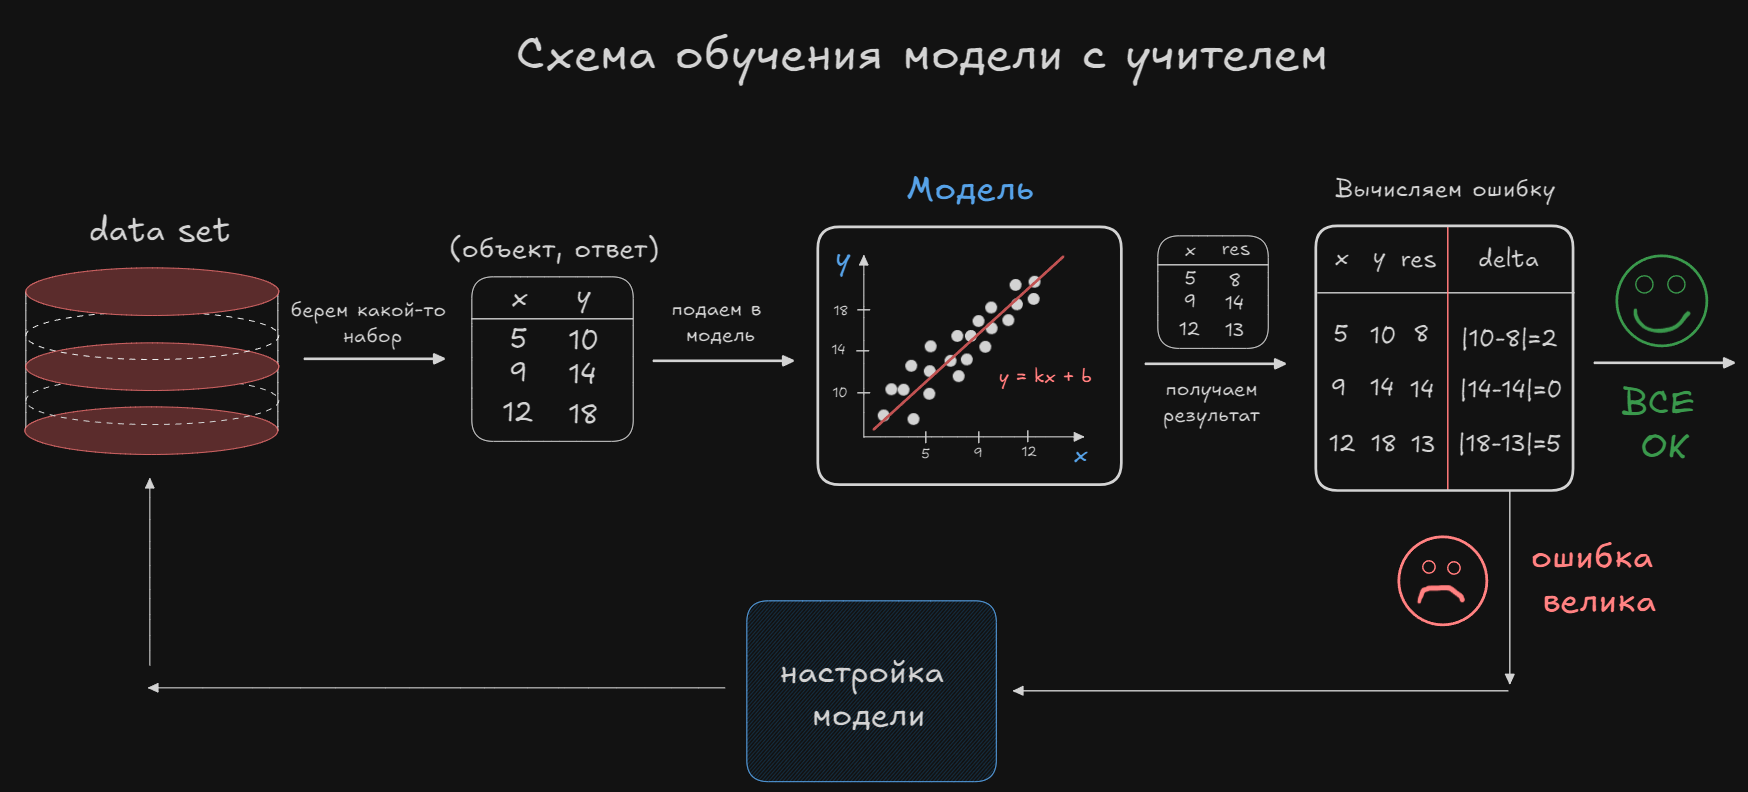 Схема обучения модели с учителем
data set
берем какой-то
набор
(объект, ответ)
x y
5 10
9 14
12 18
подаем в
модель
Модель
y
18
14
10
y = kx + b
5 9 12 x
x res
5 8
9 14
12 13
получаем
результат
Вычисляем ошибку
x y res delta
5 10 8 |10-8|=2
9 14 14 |14-14|=0
12 18 13 |18-13|=5
ВСЕ
ОК
ошибка
велика
настройка
модели